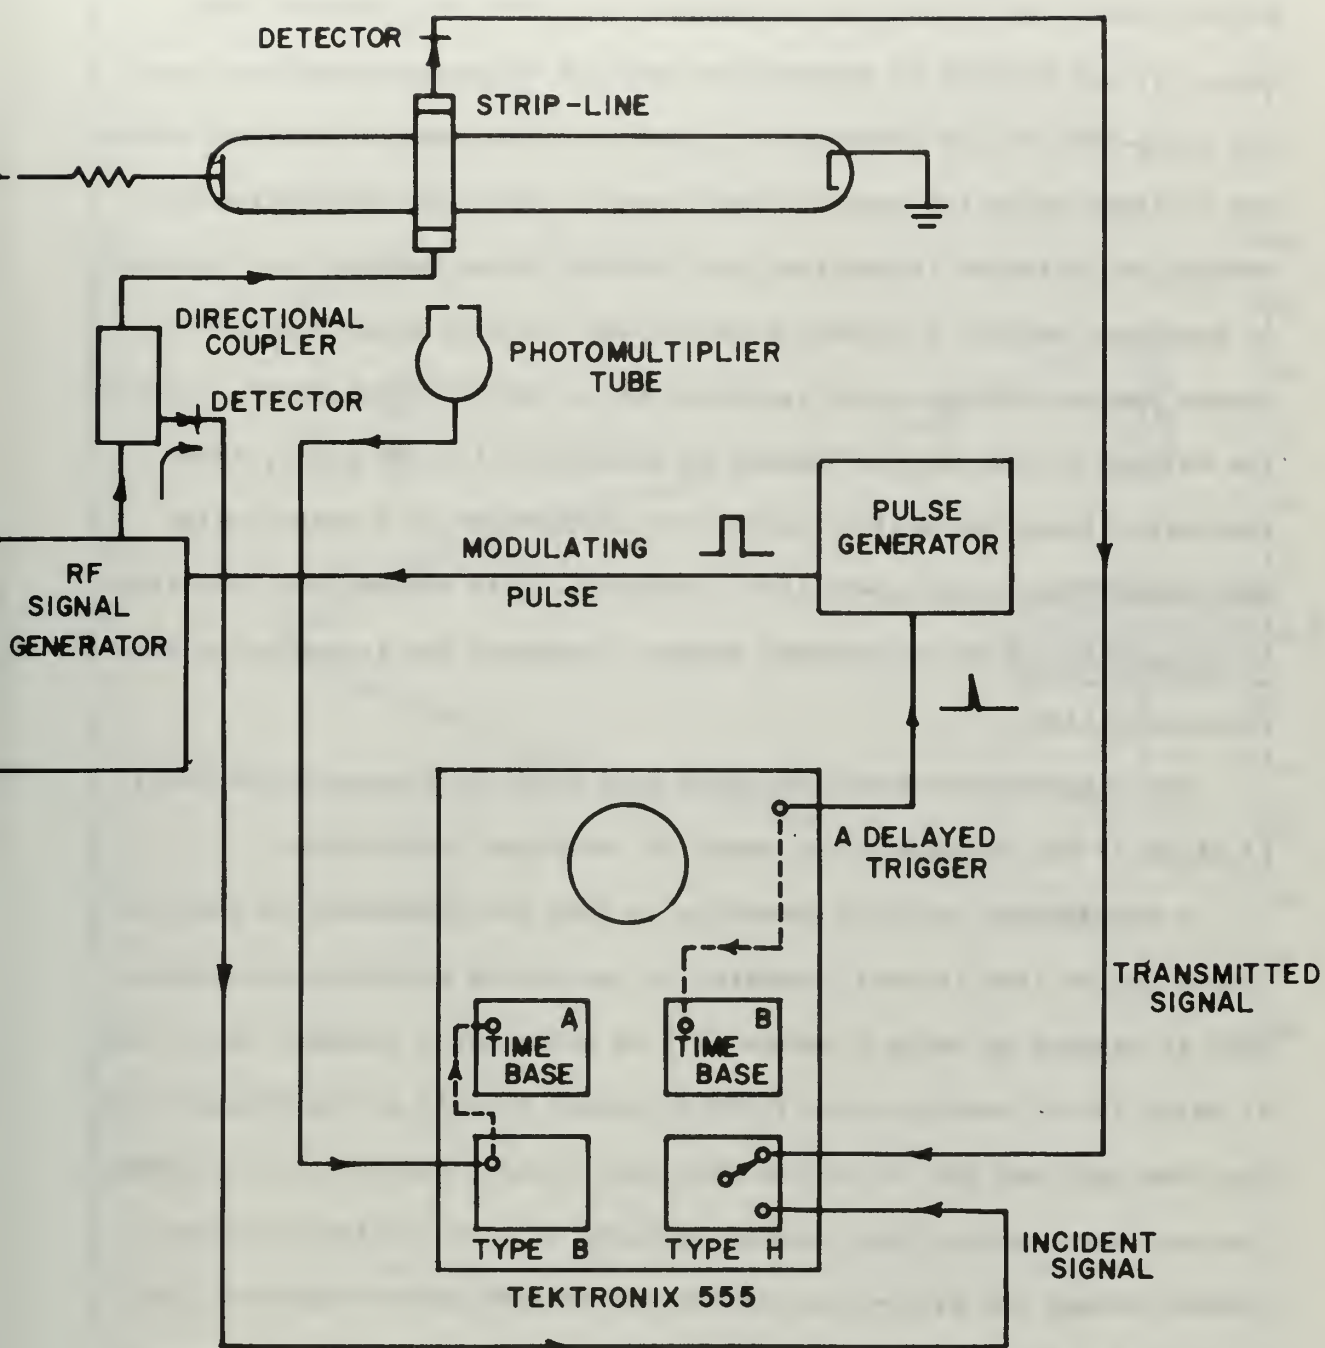 DETECTOR
STRIP-LINE
DIRECTIONAL
COUPLER
PHOTOMULTIPLIER
TUBE
DETECTOR
PULSE
GENERATOR
MODULATING
PULSE
RF
SIGNAL
GENERATOR
A DELAYED
TRIGGER
TRANSMITTED
SIGNAL
A
TIME
BASE
B
TIME
BASE
TYPE B
TYPE H
INCIDENT
SIGNAL
TEKTRONIX 555